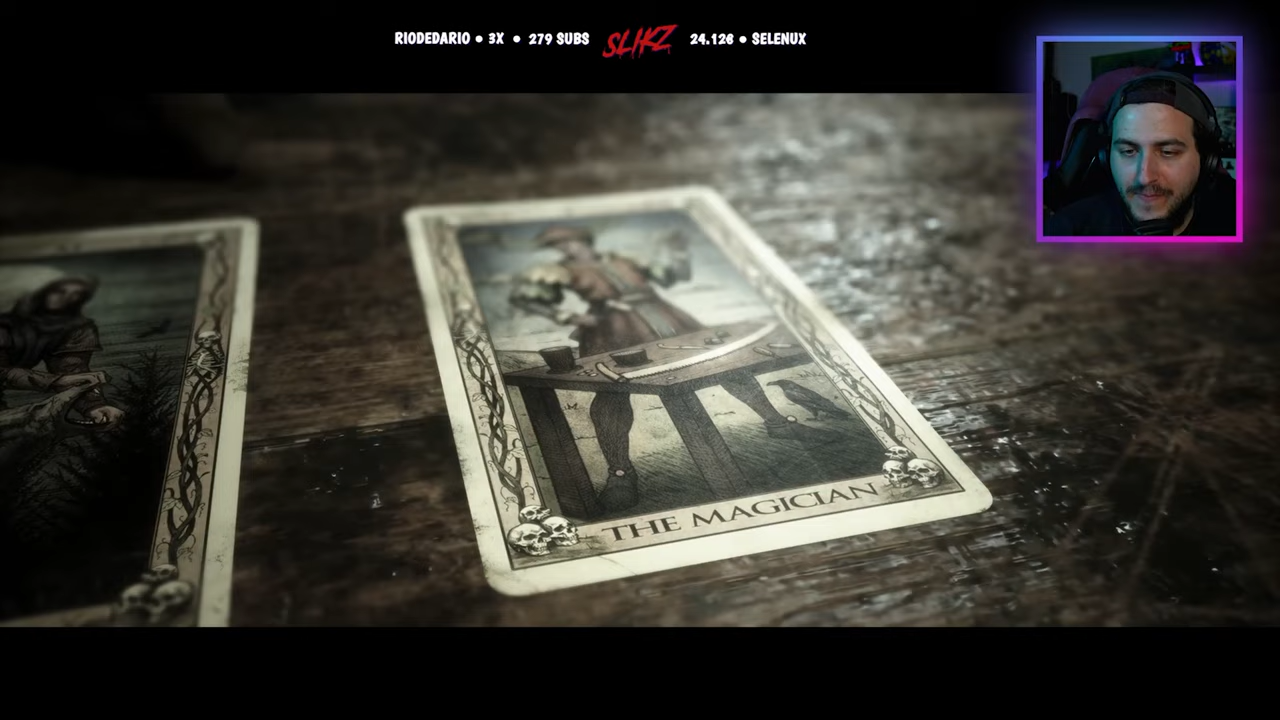 RIODEDARIO • 3X • 279 SUBS SLIKZ 24.126 • SELENUX
THE MAGICIAN